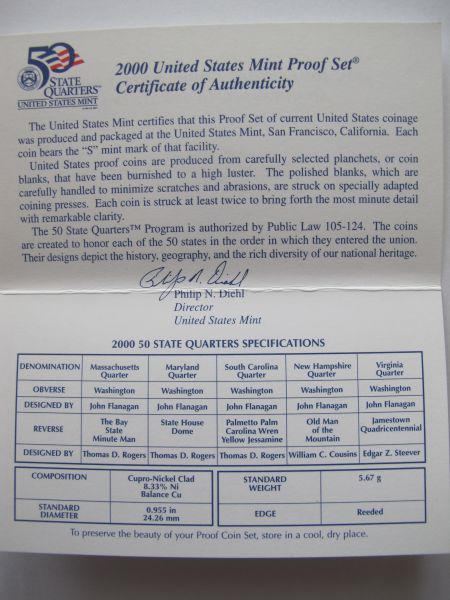 50
STATE
QUARTERS™
UNITED STATES MINT
2000 United States Mint Proof Set®
Certificate of Authenticity
The United States Mint certifies that this Proof Set of current United States coinage
was produced and packaged at the United States Mint, San Francisco, California. Each
coin bears the "S" mint mark of that facility.
United States proof coins are produced from carefully selected planchets, or coin
blanks, that have been burnished to a high luster. The polished blanks, which are
carefully handled to minimize scratches and abrasions, are struck on specially adapted
coining presses. Each coin is struck at least twice to bring forth the most minute detail
with remarkable clarity.
The 50 State Quarters™ Program is authorized by Public Law 105-124. The coins
are created to honor each of the 50 states in the order in which they entered the union.
Their designs depict the history, geography, and the rich diversity of our national heritage.
Philip N. Diehl
Philip N. Diehl
Director
United States Mint
2000 50 STATE QUARTERS SPECIFICATIONS
DENOMINATION Massachusetts Quarter Maryland Quarter South Carolina Quarter New Hampshire Quarter Virginia Quarter
OBVERSE Washington Washington Washington Washington Washington
DESIGNED BY John Flanagan John Flanagan John Flanagan John Flanagan John Flanagan
REVERSE The Bay State Minute Man State House Dome Palmetto Palm Carolina Wren Yellow Jessamine Old Man of the Mountain Jamestown Quadricentennial
DESIGNED BY Thomas D. Rogers Thomas D. Rogers Thomas D. Rogers William C. Cousins Edgar Z. Steever
COMPOSITION Cupro-Nickel Clad 8.33% Ni Balance Cu STANDARD WEIGHT 5.67 g
STANDARD DIAMETER 0.955 in 24.26 mm EDGE Reeded
To preserve the beauty of your Proof Coin Set, store in a cool, dry place.